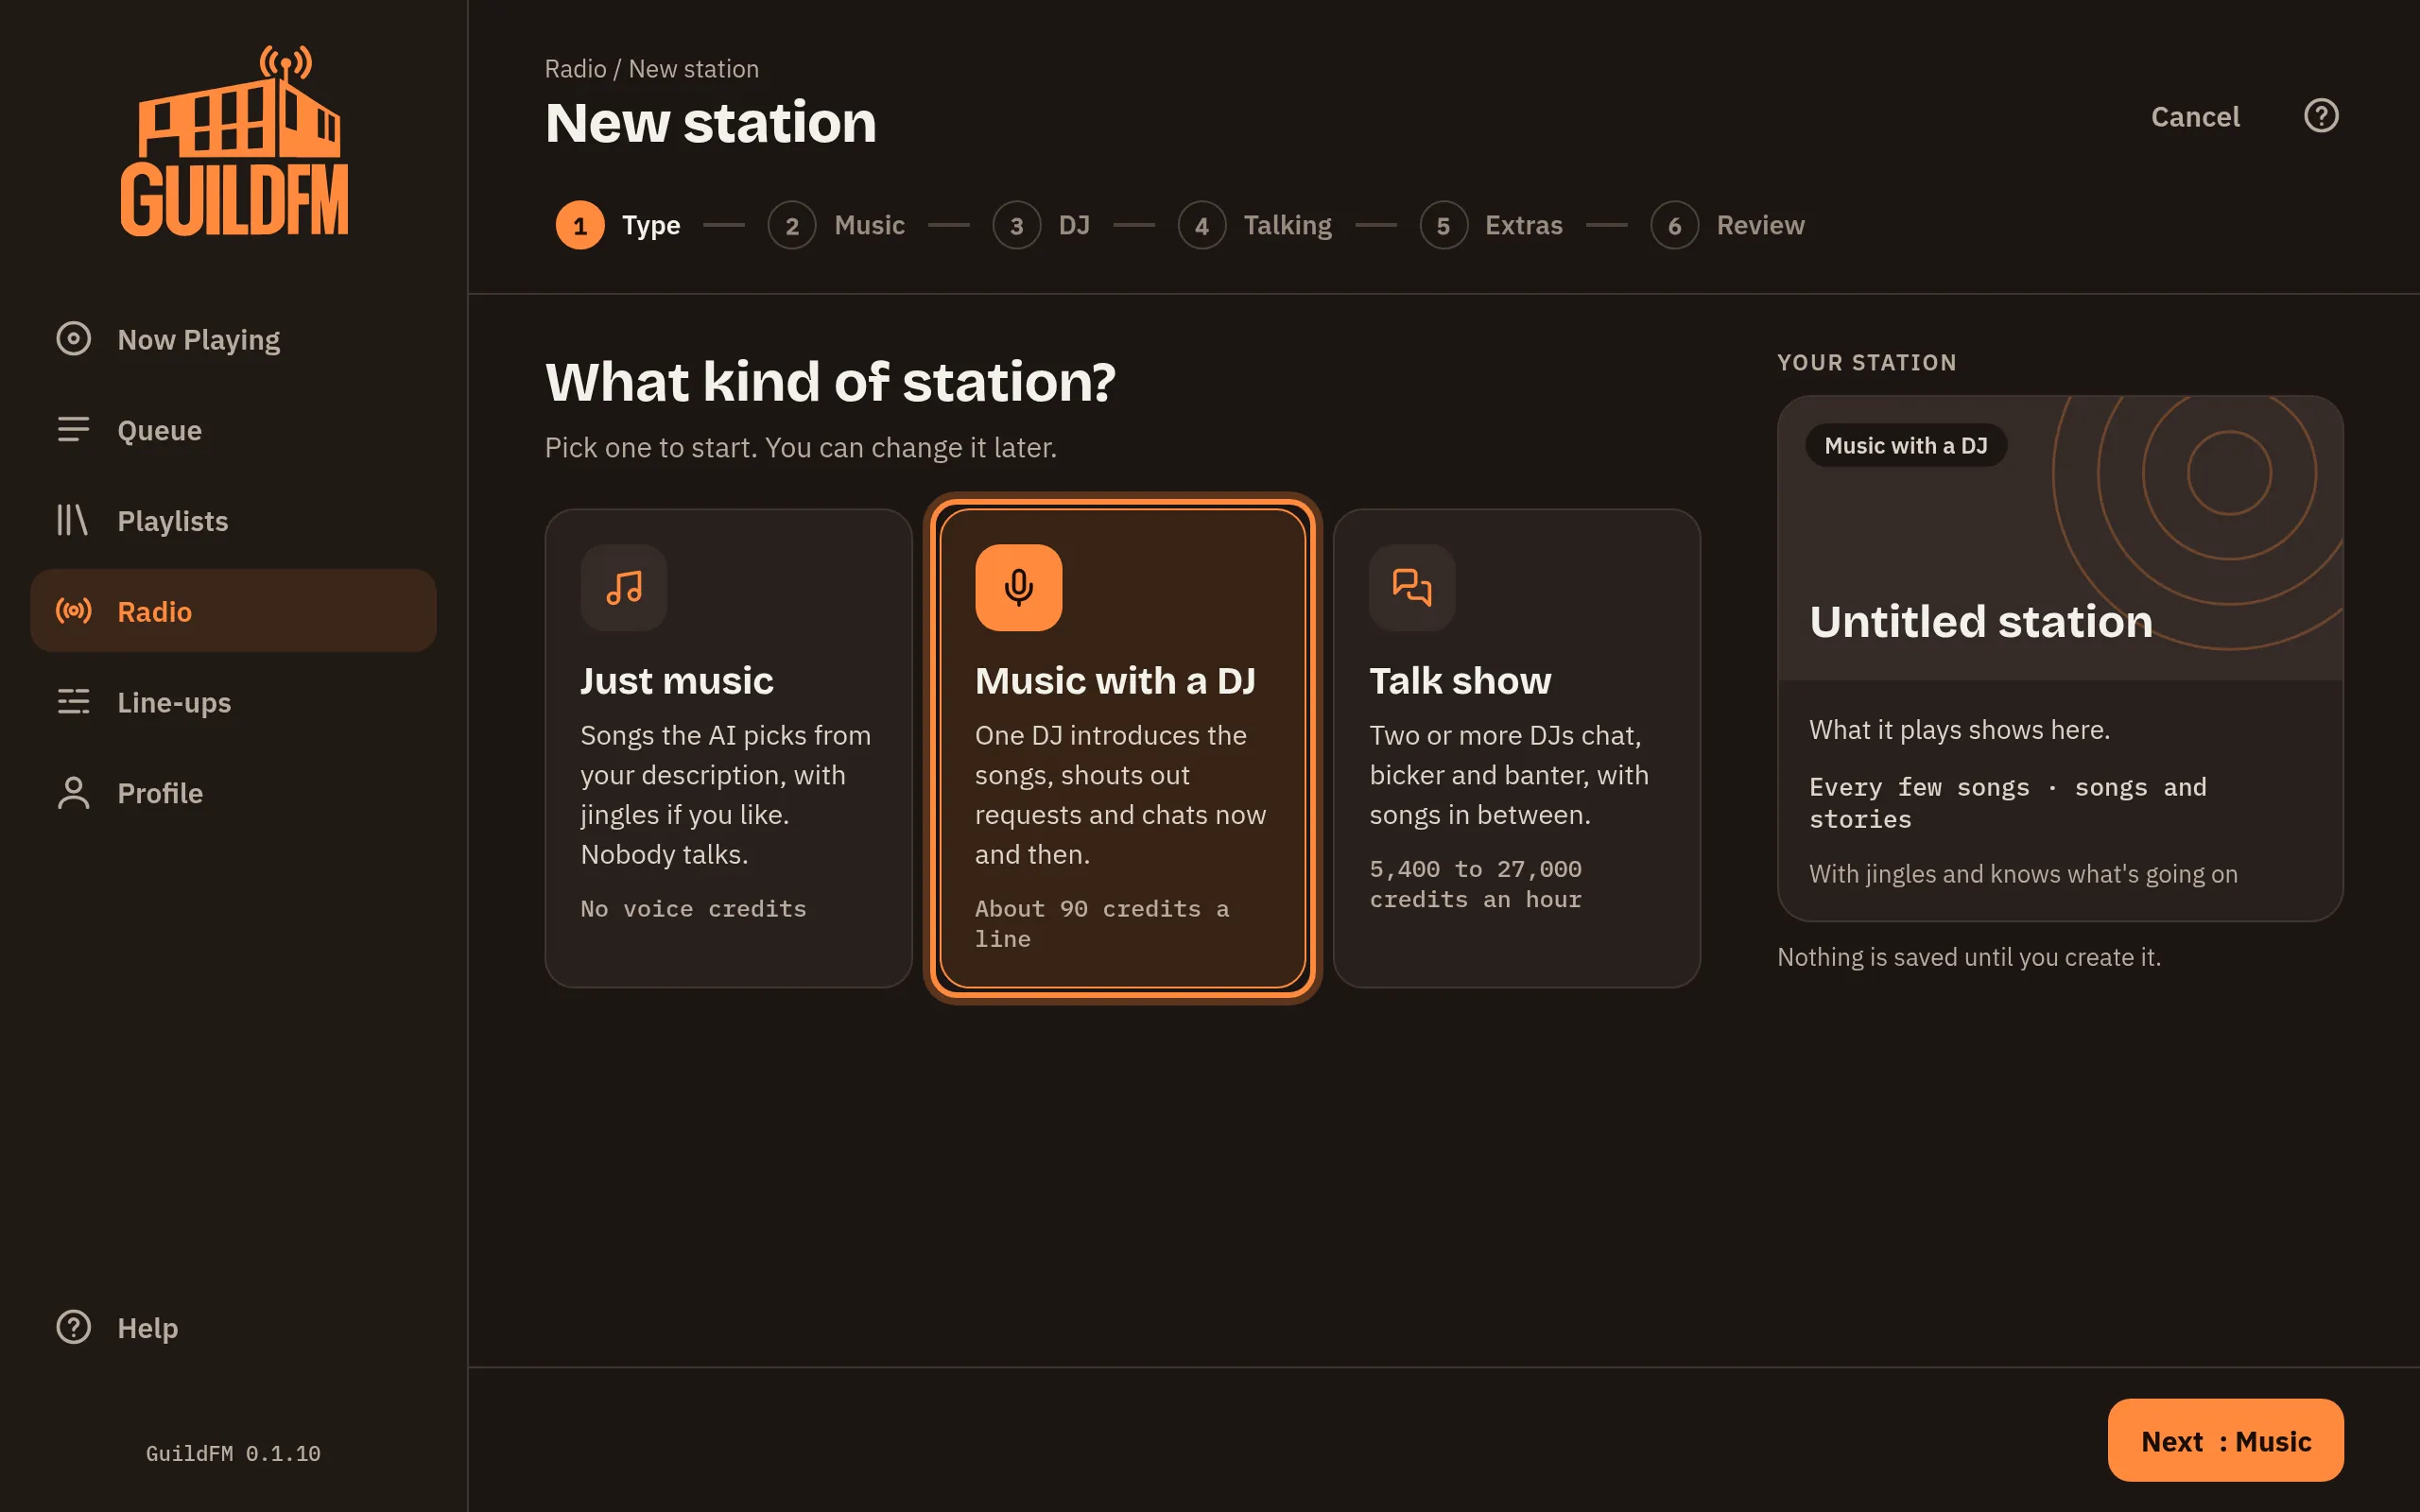 GUILDFM
Now Playing
Queue
Playlists
Radio
Line-ups
Profile
Help
GuildFM 0.1.10
Radio / New station
New station
Cancel
1 Type
2 Music
3 DJ
4 Talking
5 Extras
6 Review
What kind of station?
Pick one to start. You can change it later.
Just music
Songs the AI picks from
your description, with
jingles if you like.
Nobody talks.
No voice credits
Music with a DJ
One DJ introduces the
songs, shouts out
requests and chats now
and then.
About 90 credits a
line
Talk show
Two or more DJs chat,
bicker and banter, with
songs in between.
5,400 to 27,000
credits an hour
YOUR STATION
Music with a DJ
Untitled station
What it plays shows here.
Every few songs · songs and
stories
With jingles and knows what's going on
Nothing is saved until you create it.
Next : Music